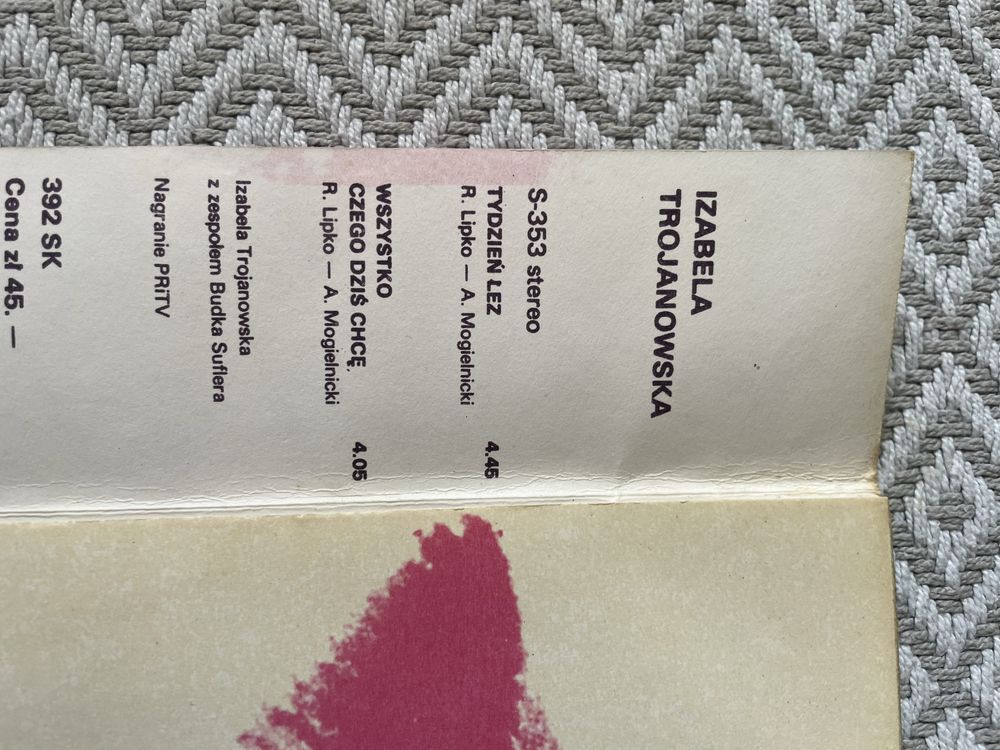 IZABELA
TROJANOWSKA
S-353 stereo
TYDZIEŃ ŁEZ 4.45
R. Lipko — A. Mogielnicki
WSZYSTKO
CZEGO DZIŚ CHCĘ, 4.05
R. Lipko — A. Mogielnicki
Izabela Trojanowska
z zespołem Budka Suflera
Nagranie PRiTV
392 SK
Cena zł 45. —